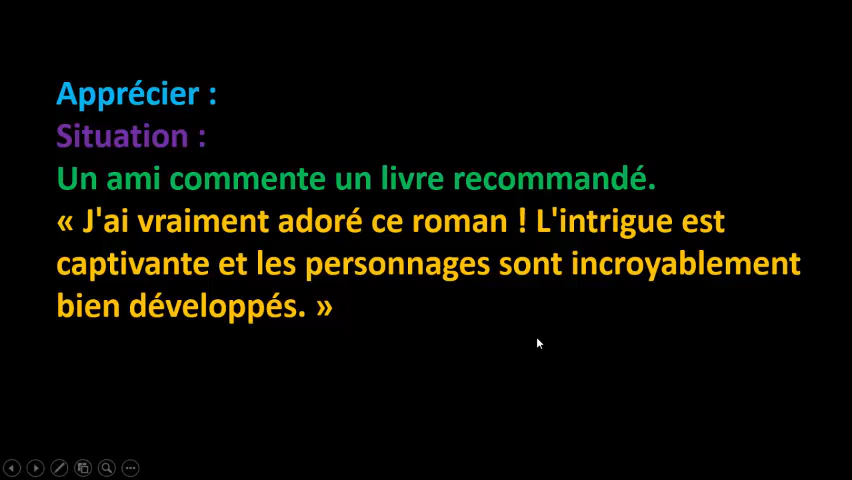 Apprécier :
Situation :
Un ami commente un livre recommandé.
« J'ai vraiment adoré ce roman ! L'intrigue est
captivante et les personnages sont incroyablement
bien développés. »